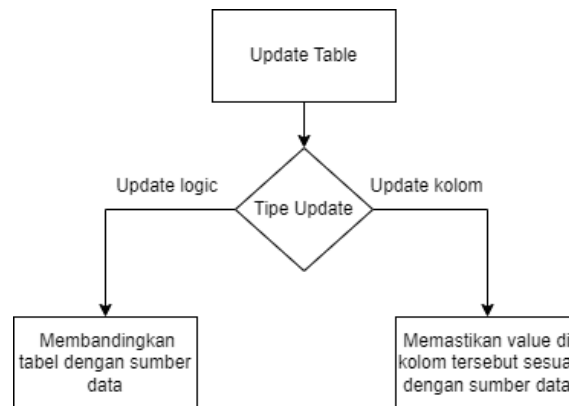 Update Table
Update logic
Update kolom
Tipe Update
Membandingkan
tabel dengan sumber
data
Memastikan value di
kolom tersebut sesua
dengan sumber data